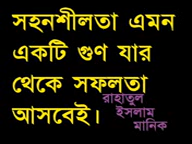 সহনশীলতা এমন
একটি গুণ যার
থেকে সফলতা
আসবেই।
রাহাতুল
ইসলাম
মানিক